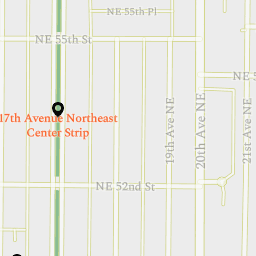 NE 55th Pl
NE 55th St
NE 5
17th Avenue Northeast
Center Strip
19th Ave NE
20th Ave NE
21st Ave NE
NE 52nd St